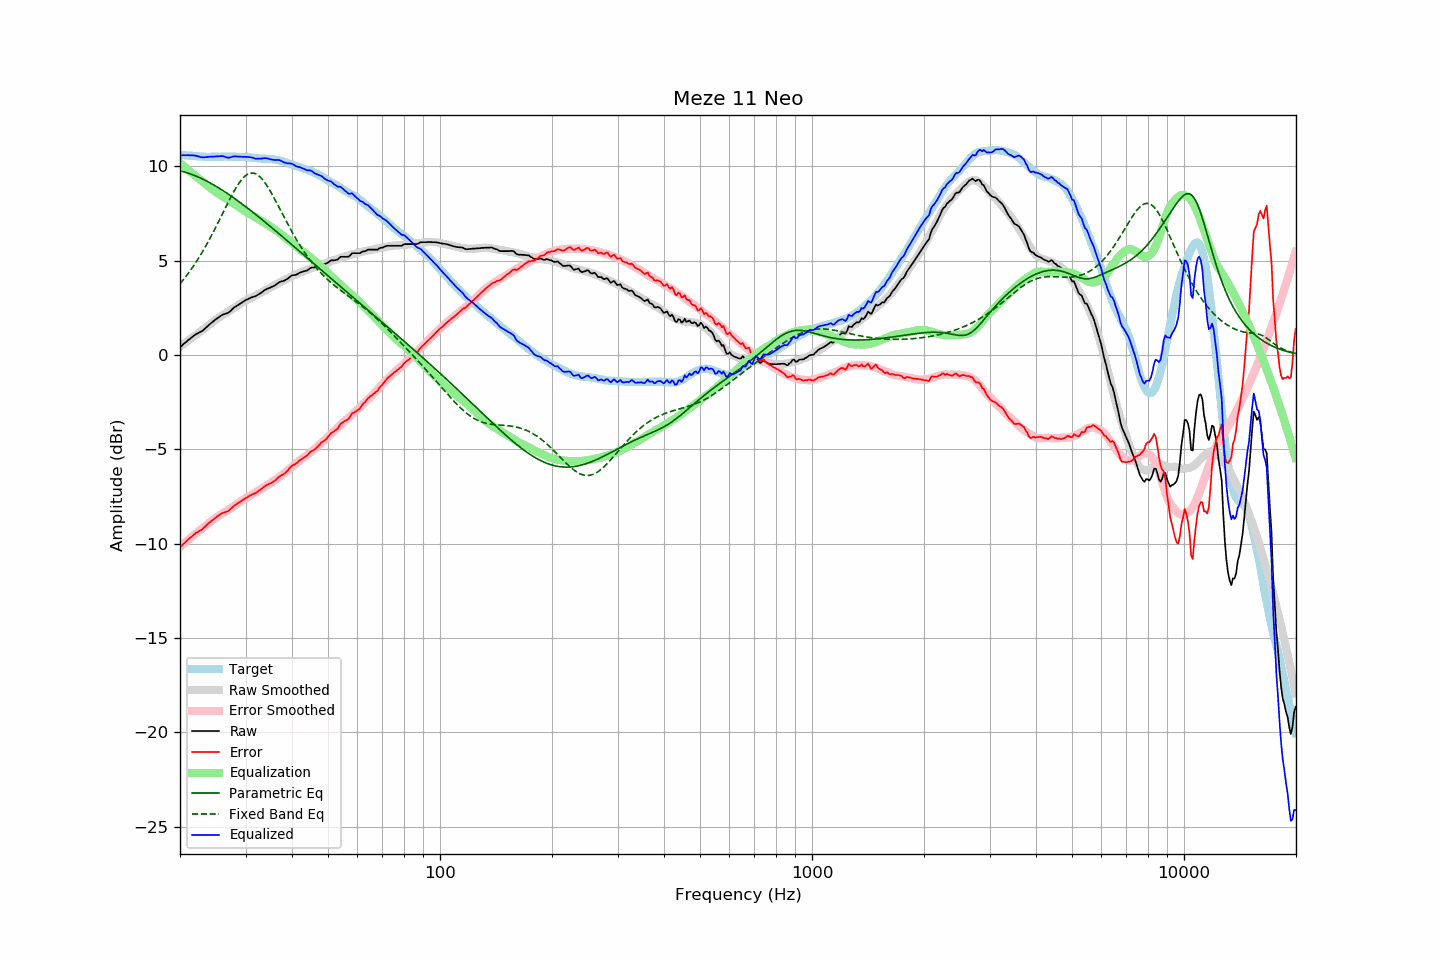 Meze 11 Neo
Amplitude (dBr)
10
5
0
−5
−10
−15
−20
−25
Target
Raw Smoothed
Error Smoothed
Raw
Error
Equalization
Parametric Eq
Fixed Band Eq
Equalized
100
1000
10000
Frequency (Hz)